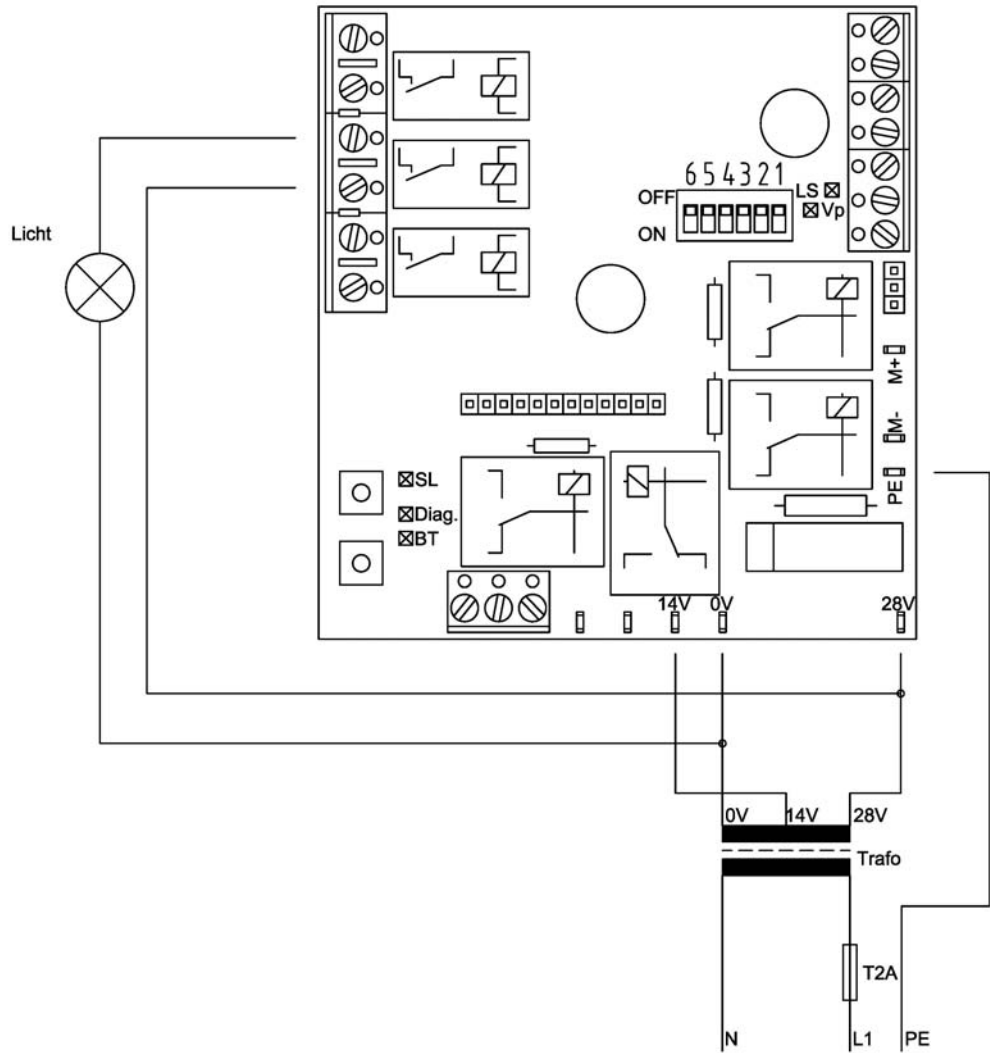 654321
OFF
LS
Vp
ON
Licht
M+
M-
PE
SL
Diag.
BT
14V 0V 28V
0V 14V 28V
Trafo
T2A
N L1 PE